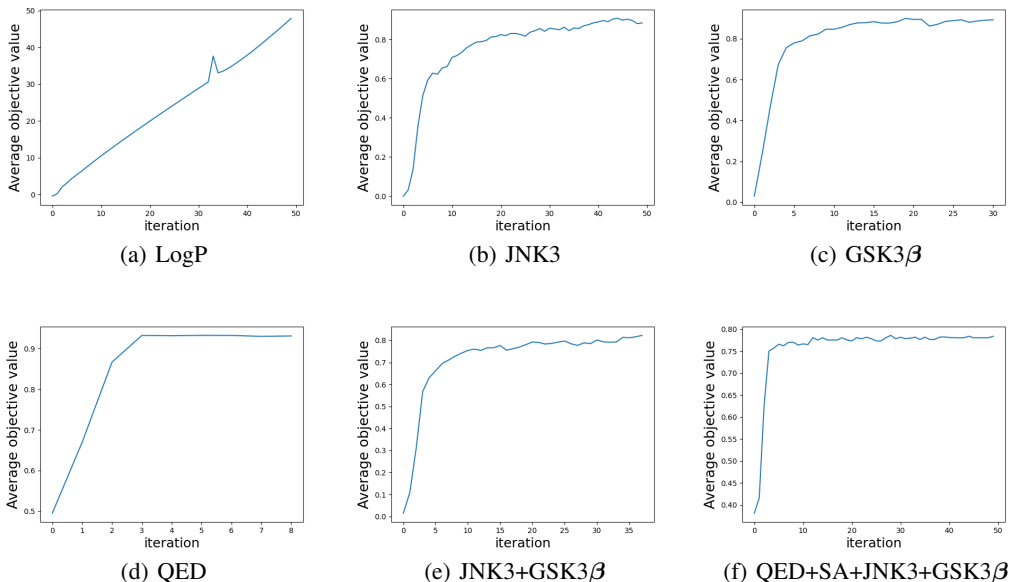 Average objective value
50
40
30
20
10
0
0 10 20 30 40 50
iteration
(a) LogP
Average objective value
0.8
0.6
0.4
0.2
0.0
0 10 20 30 40 50
iteration
(b) JNK3
Average objective value
0.8
0.6
0.4
0.2
0.0
0 5 10 15 20 25 30
iteration
(c) GSK3β
Average objective value
0.9
0.8
0.7
0.6
0.5
0 1 2 3 4 5 6 7 8
iteration
(d) QED
Average objective value
0.8
0.7
0.6
0.5
0.4
0.3
0.2
0.1
0.0
0 5 10 15 20 25 30 35
iteration
(e) JNK3+GSK3β
Average objective value
0.80
0.75
0.70
0.65
0.60
0.55
0.50
0.45
0.40
0 10 20 30 40 50
iteration
(f) QED+SA+JNK3+GSK3β